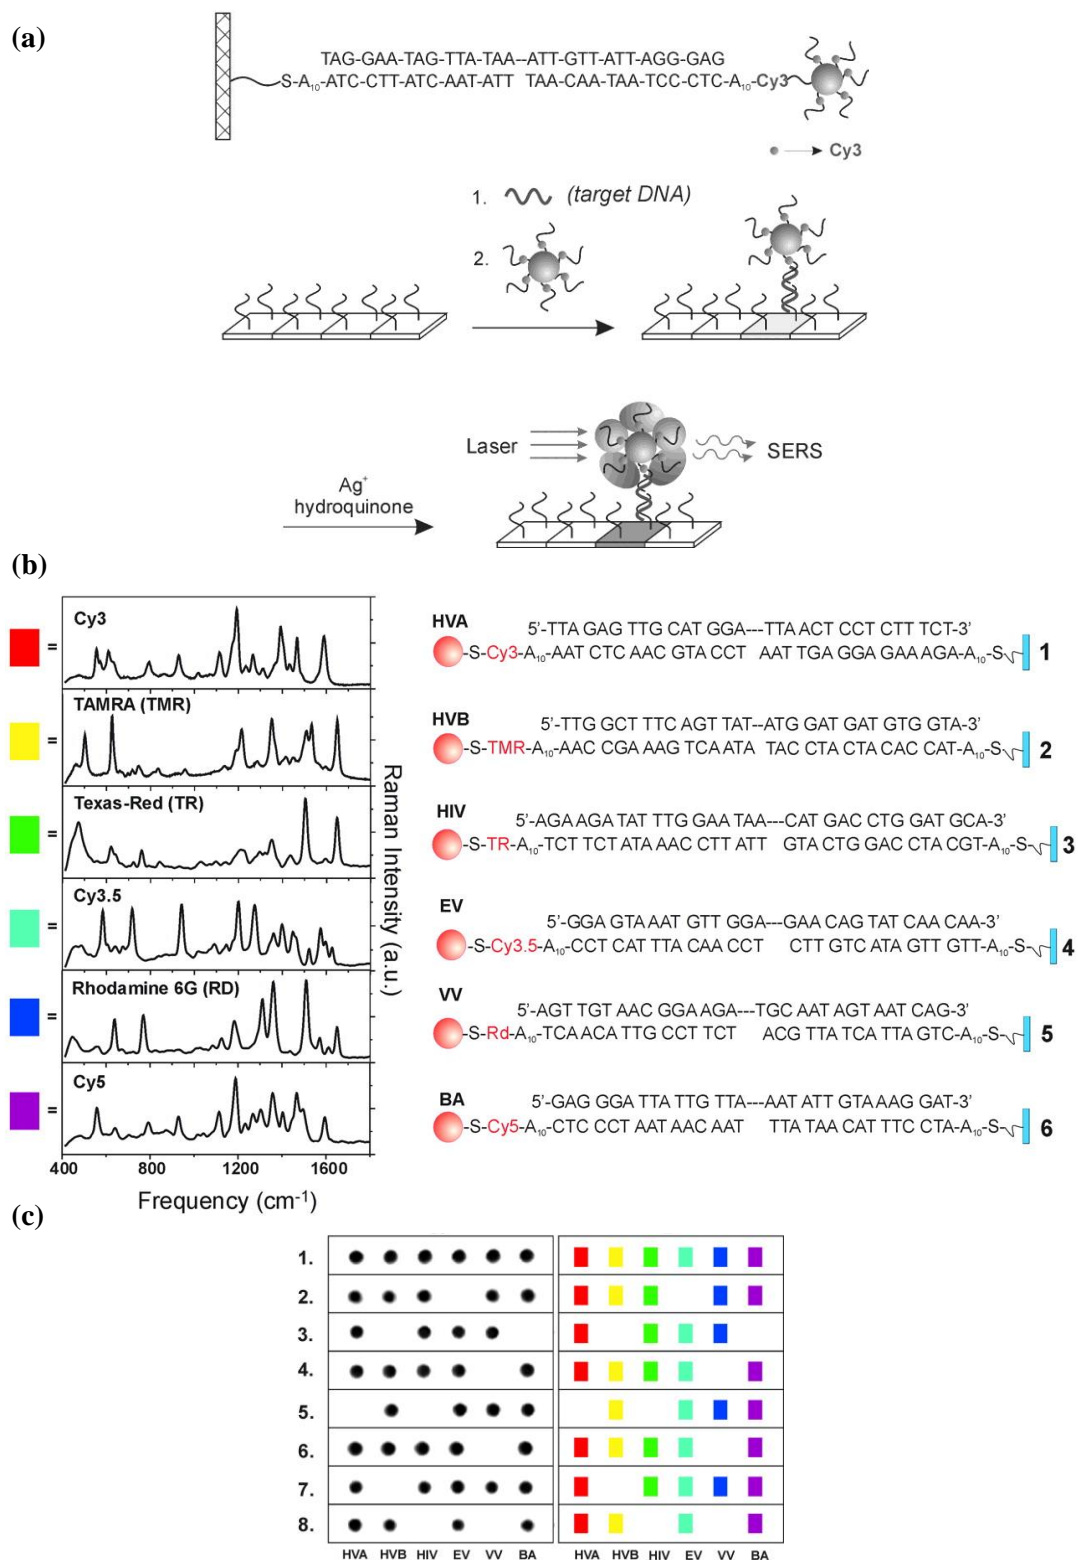 (a)
TAG-GAA-TAG-TTA-TAA--ATT-GTT-ATT-AGG-GAG
S-A10-ATC-CTT-ATC-AAT-ATT TAA-CAA-TAA-TCC-CTC-A10-Cy3
Cy3
1. (target DNA)
2.
Laser
SERS
Ag+
hydroquinone
(b)
Cy3
=
TAMRA (TMR)
=
Texas-Red (TR)
=
Cy3.5
=
Rhodamine 6G (RD)
=
Cy5
=
400 800 1200 1600
Frequency (cm-1)
Raman Intensity (a.u.)
HVA
5'-TTA GAG TTG CAT GGA---TTA ACT CCT CTT TCT-3'
-S-Cy3-A10-AAT CTC AAC GTA CCT AAT TGA GGA GAA AGA-A10-S 1
HVB
5'-TTG GCT TTC AGT TAT--ATG GAT GAT GTG GTA-3'
-S-TMR-A10-AAC CGA AAG TCA ATA TAC CTA CTA CAC CAT-A10-S 2
HIV
5'-AGA AGA TAT TTG GAA TAA---CAT GAC CTG GAT GCA-3'
-S-TR-A10-TCT TCT ATA AAC CTT ATT GTA CTG GAC CTA CGT-A10-S 3
EV
5'-GGA GTA AAT GTT GGA---GAA CAG TAT CAA CAA-3'
-S-Cy3.5-A10-CCT CAT TTA CAA CCT CTT GTC ATA GTT GTT-A10-S 4
VV
5'-AGT TGT AAC GGA AGA---TGC AAT AGT AAT CAG-3'
-S-Rd-A10-TCA ACA TTG CCT TCT ACG TTA TCA TTA GTC-A10-S 5
BA
5'-GAG GGA TTA TTG TTA---AAT ATT GTA AAG GAT-3'
-S-Cy5-A10-CTC CCT AAT AAC AAT TTA TAA CAT TTC CTA-A10-S 6
(c)
1.
2.
3.
4.
5.
6.
7.
8.
HVA HVB HIV EV VV BA
HVA HVB HIV EV VV BA